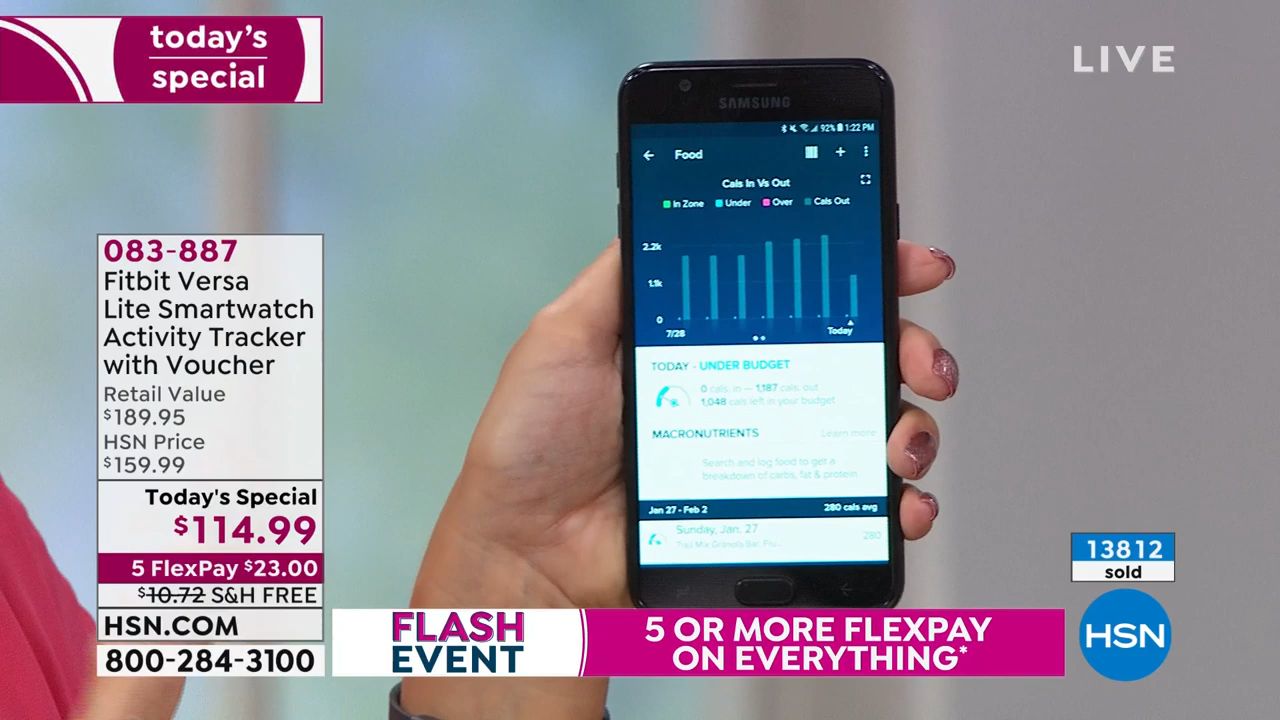 today's
special
LIVE
083-887
Fitbit Versa
Lite Smartwatch
Activity Tracker
with Voucher
Retail Value
$189.95
HSN Price
$159.99
Today's Special
$114.99
5 FlexPay $23.00
$10.72 S&H FREE
HSN.COM
800-284-3100
SAMSUNG
92% 1:22 PM
Food
Cals In Vs Out
In Zone Under Over Cals Out
2.2k
1.1k
0
7/28 Today
TODAY - UNDER BUDGET
0 cals in — 1,187 cals out
1,048 cals left in your budget
MACRONUTRIENTS Learn more
Search and log food to get a
breakdown of carbs, fat & protein
Jan 27 - Feb 2 280 cals avg
Sunday, Jan. 27
280
Trail Mix Granola Bar, Fru...
FLASH
EVENT
5 OR MORE FLEXPAY
ON EVERYTHING*
13812
sold
HSN